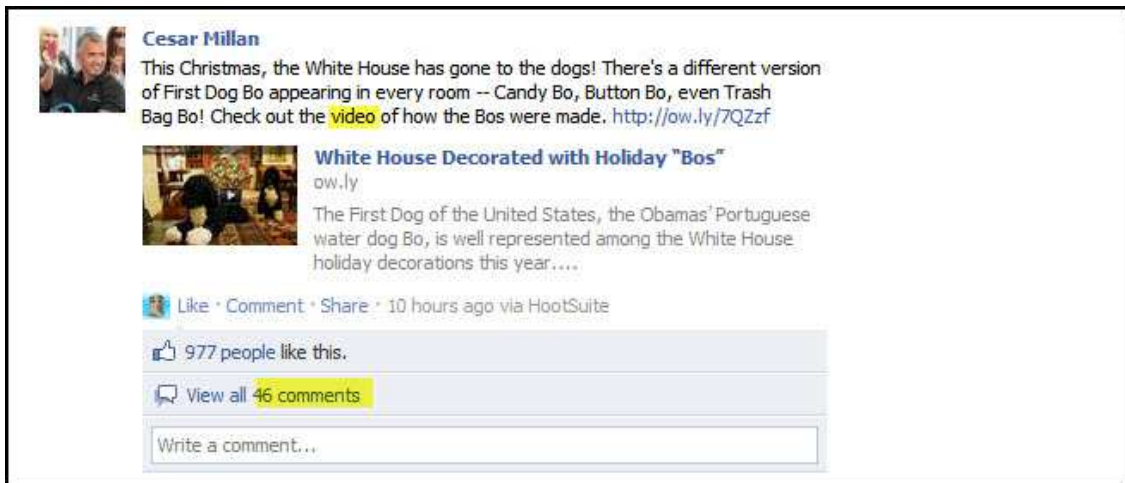 Cesar Millan
This Christmas, the White House has gone to the dogs! There's a different version
of First Dog Bo appearing in every room -- Candy Bo, Button Bo, even Trash
Bag Bo! Check out the video of how the Bos were made. http://ow.ly/7QZzf
White House Decorated with Holiday "Bos"
ow.ly
The First Dog of the United States, the Obamas' Portuguese
water dog Bo, is well represented among the White House
holiday decorations this year....
Like · Comment · Share · 10 hours ago via HootSuite
977 people like this.
View all 46 comments
Write a comment...